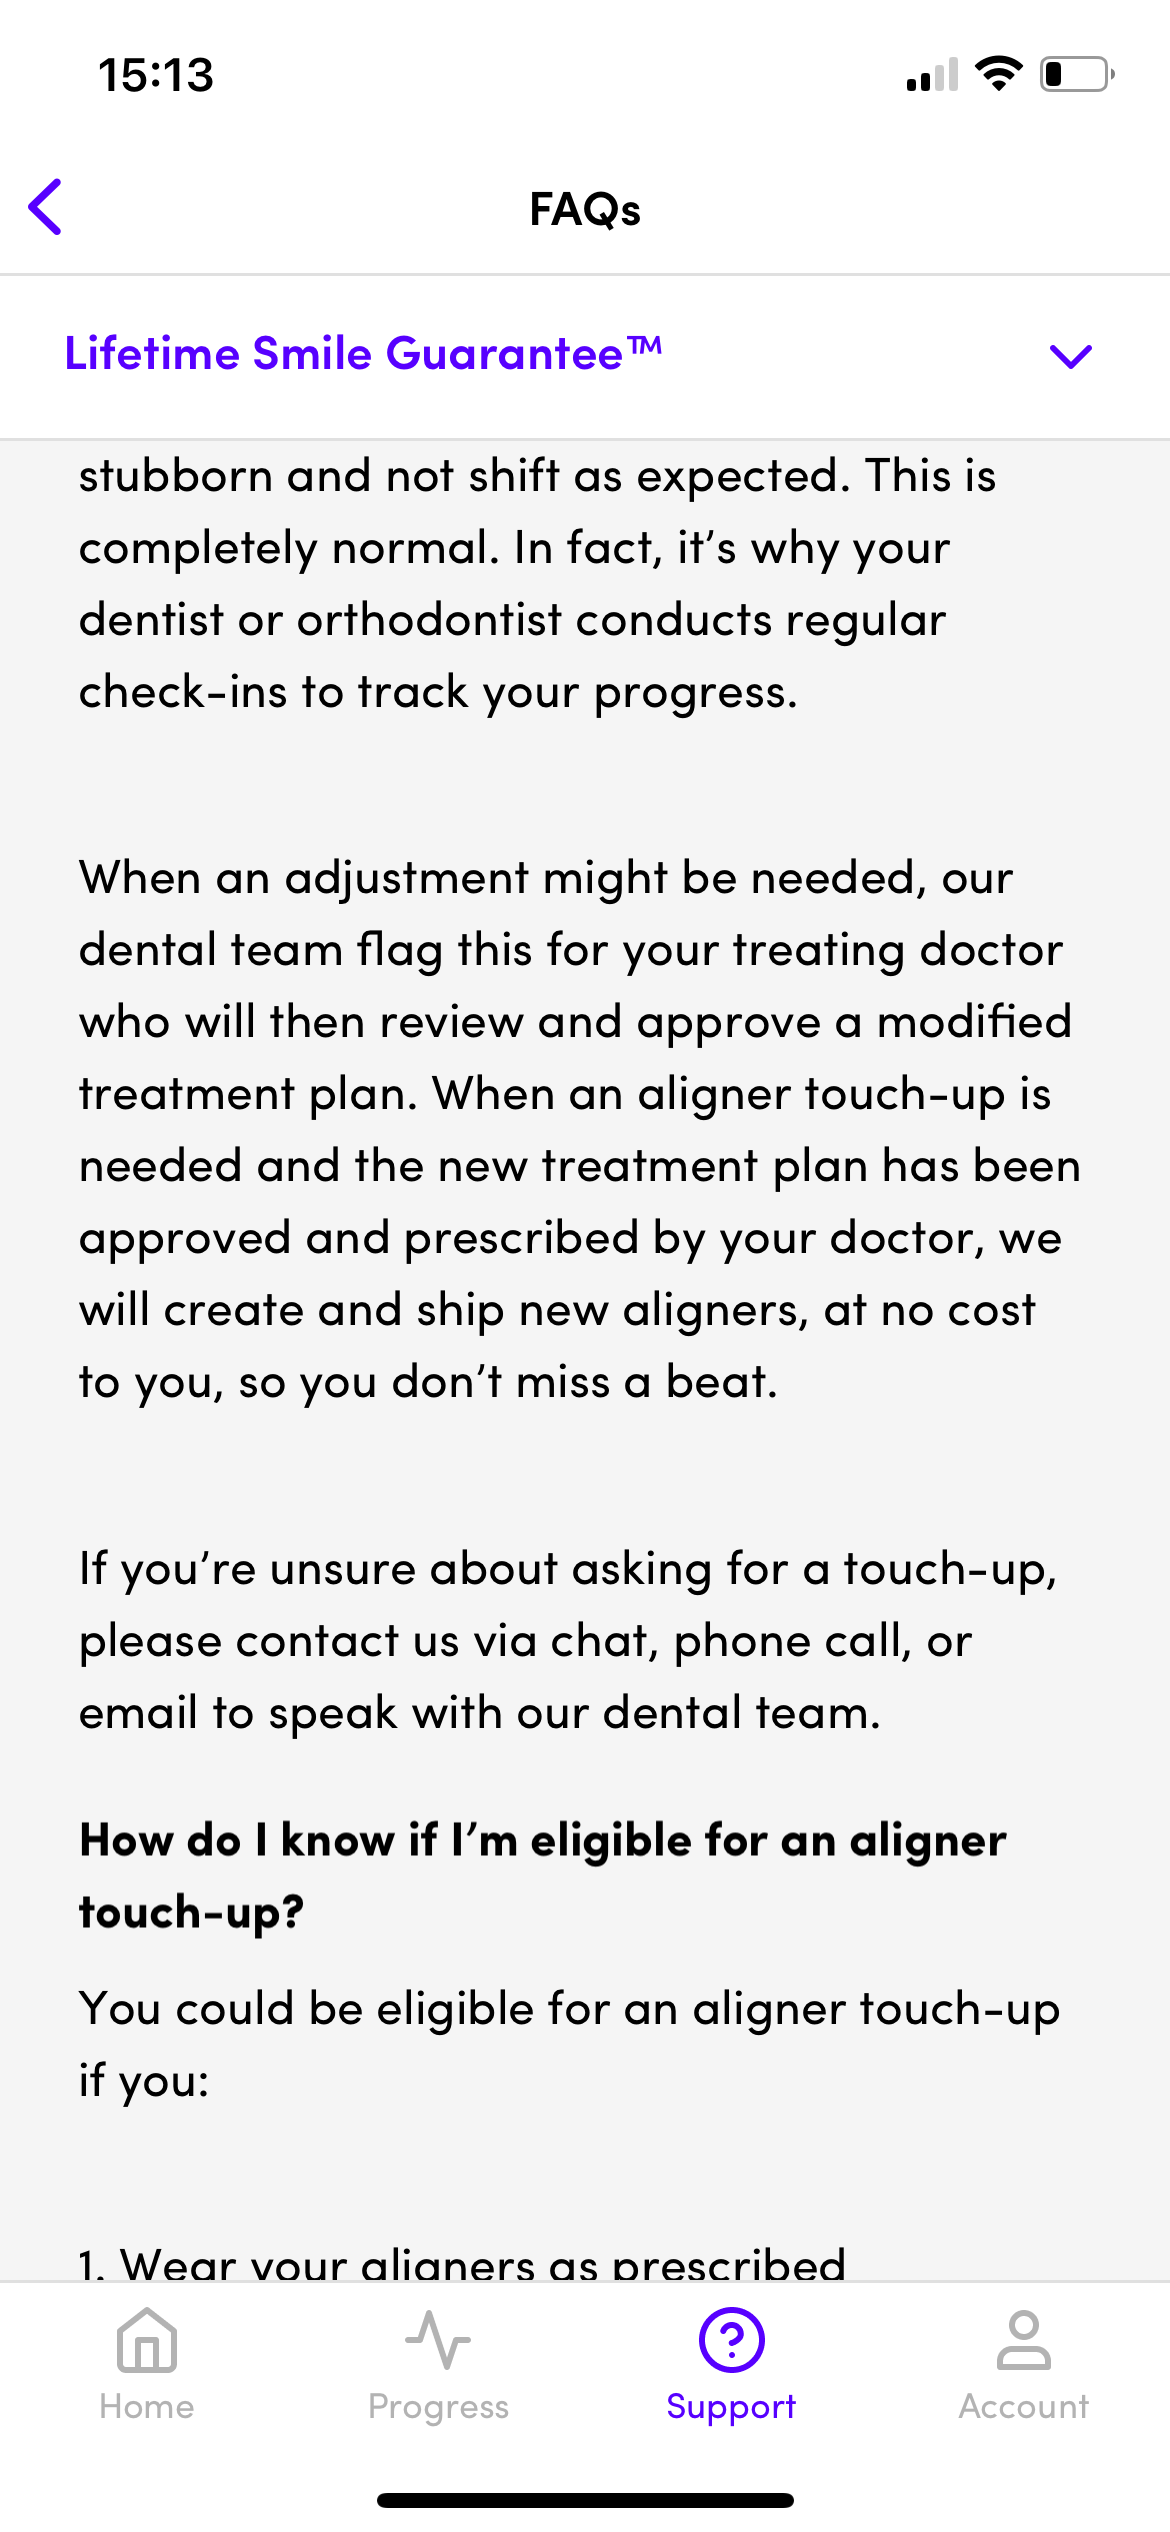 15:13
FAQs
Lifetime Smile Guarantee™
stubborn and not shift as expected. This is
completely normal. In fact, it’s why your
dentist or orthodontist conducts regular
check-ins to track your progress.
When an adjustment might be needed, our
dental team flag this for your treating doctor
who will then review and approve a modified
treatment plan. When an aligner touch-up is
needed and the new treatment plan has been
approved and prescribed by your doctor, we
will create and ship new aligners, at no cost
to you, so you don’t miss a beat.
If you’re unsure about asking for a touch-up,
please contact us via chat, phone call, or
email to speak with our dental team.
How do I know if I’m eligible for an aligner
touch-up?
You could be eligible for an aligner touch-up
if you:
1. Wear your aligners as prescribed
Home
Progress
Support
Account